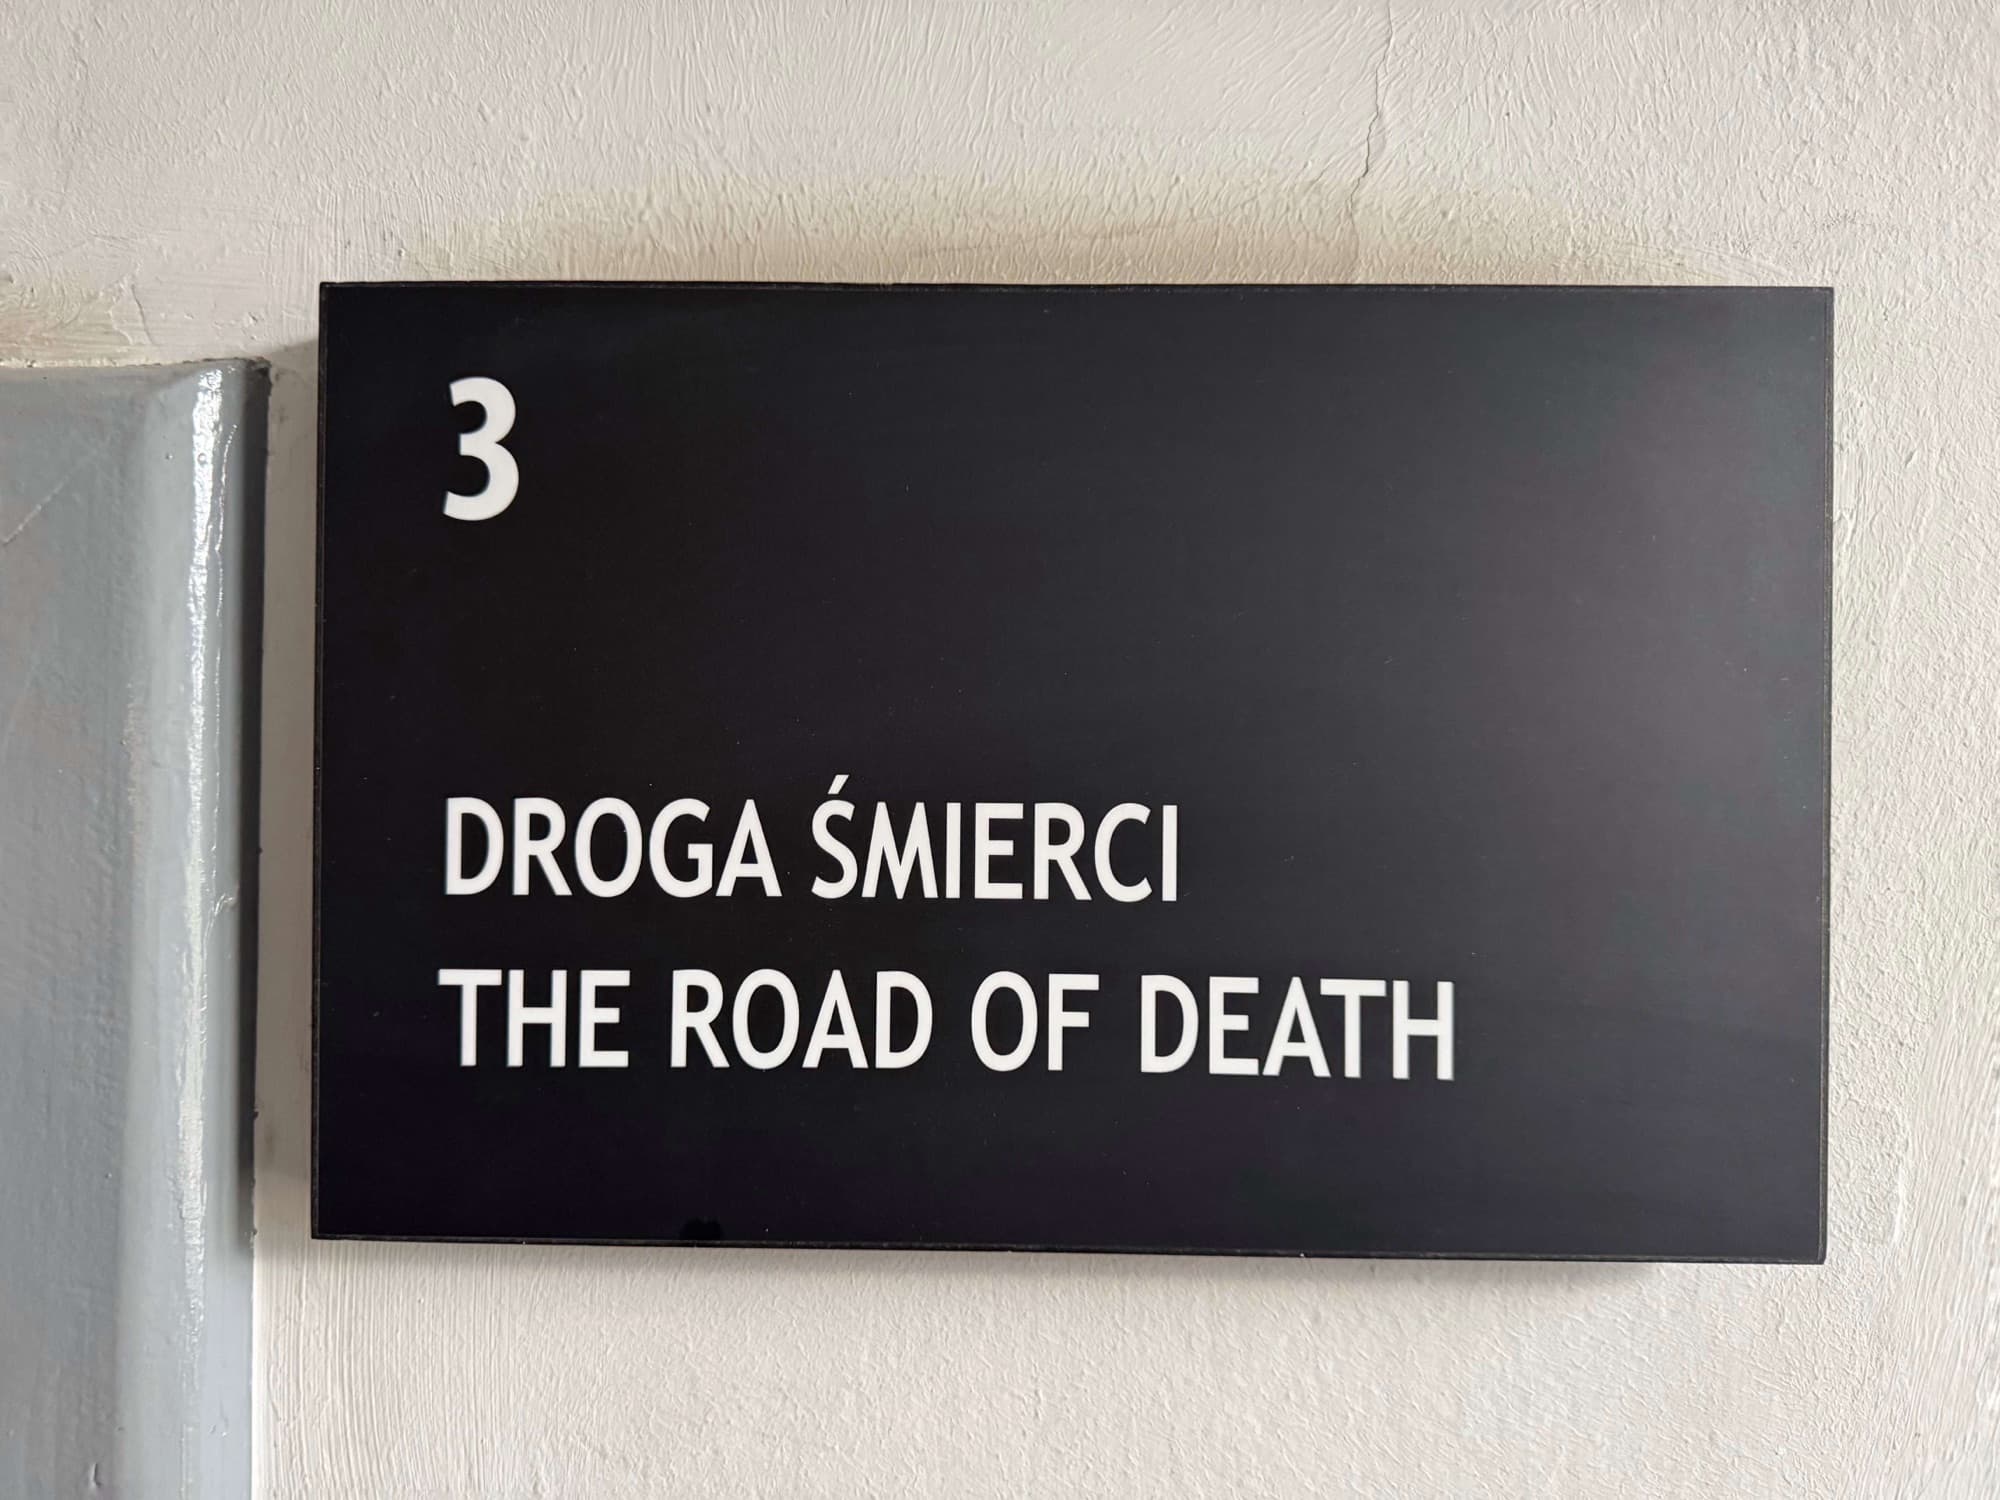 3
DROGA ŚMIERCI
THE ROAD OF DEATH